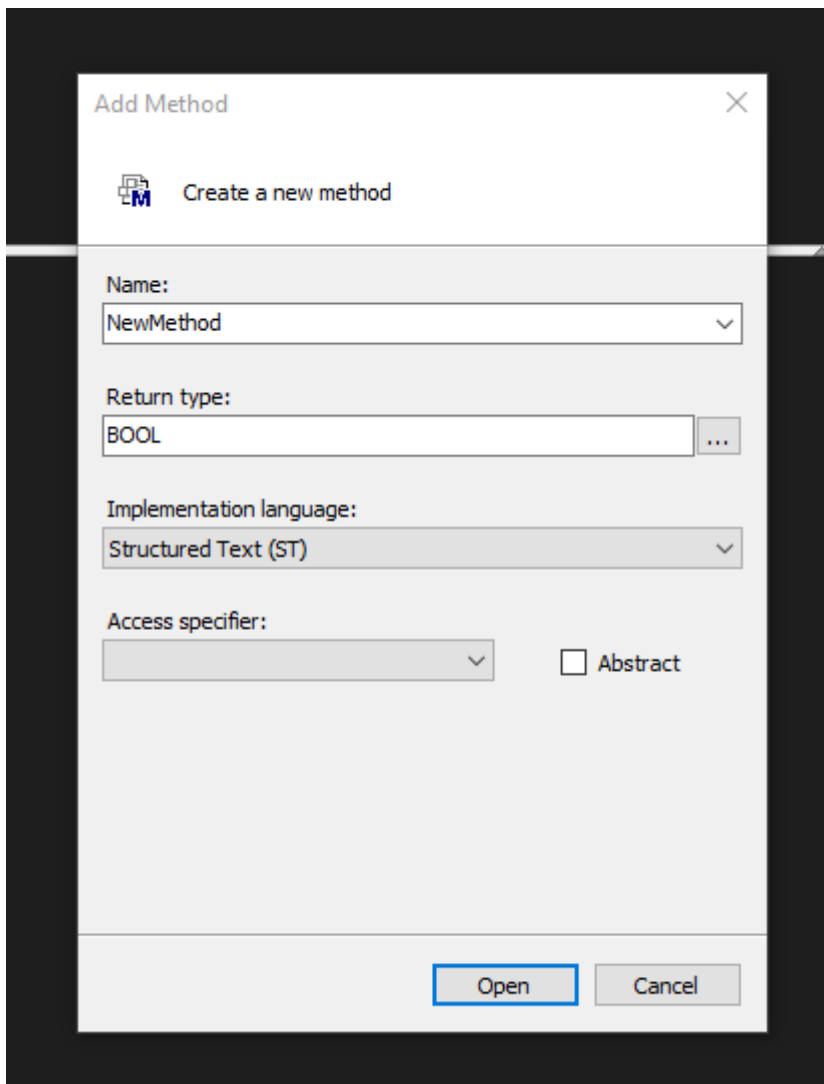 Add Method
Create a new method
Name:
NewMethod
Return type:
BOOL
...
Implementation language:
Structured Text (ST)
Access specifier:
Abstract
Open
Cancel